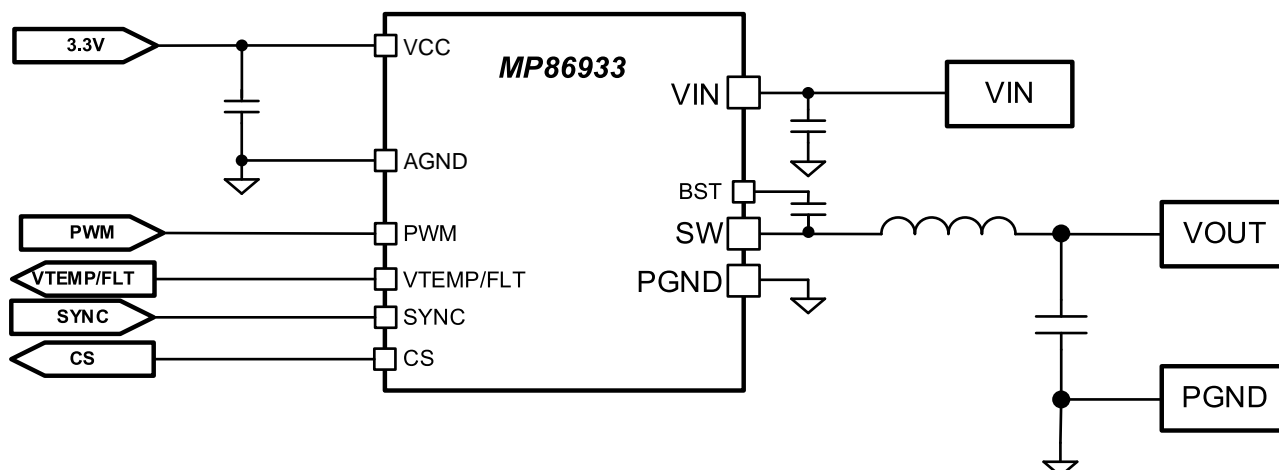 3.3V
VCC
MP86933
VIN
VIN
AGND
BST
PWM
PWM
SW
VOUT
VTEMP/FLT
VTEMP/FLT
PGND
SYNC
SYNC
CS
CS
PGND